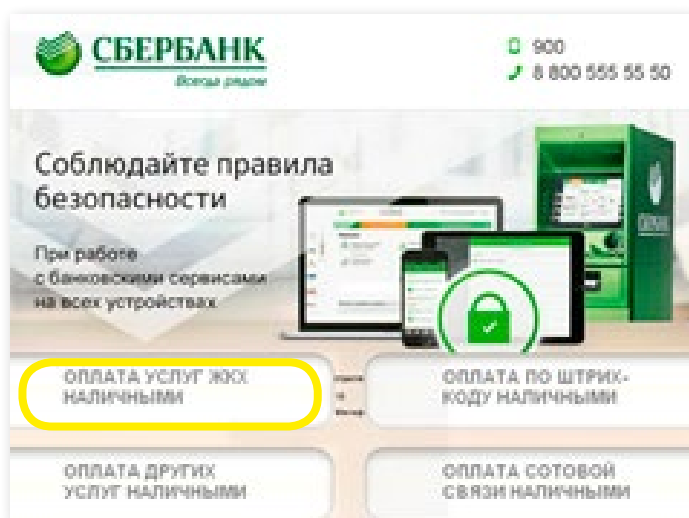 СБЕРБАНК
Всегда рядом
900
8 800 555 55 50
Соблюдайте правила
безопасности
При работе
с банковскими сервисами
на всех устройствах
СБЕРБАНК
ОПЛАТА УСЛУГ ЖКХ
НАЛИЧНЫМИ
ОПЛАТА ПО ШТРИХ-
КОДУ НАЛИЧНЫМИ
ОПЛАТА ДРУГИХ
УСЛУГ НАЛИЧНЫМИ
ОПЛАТА СОТОВОЙ
СВЯЗИ НАЛИЧНЫМИ